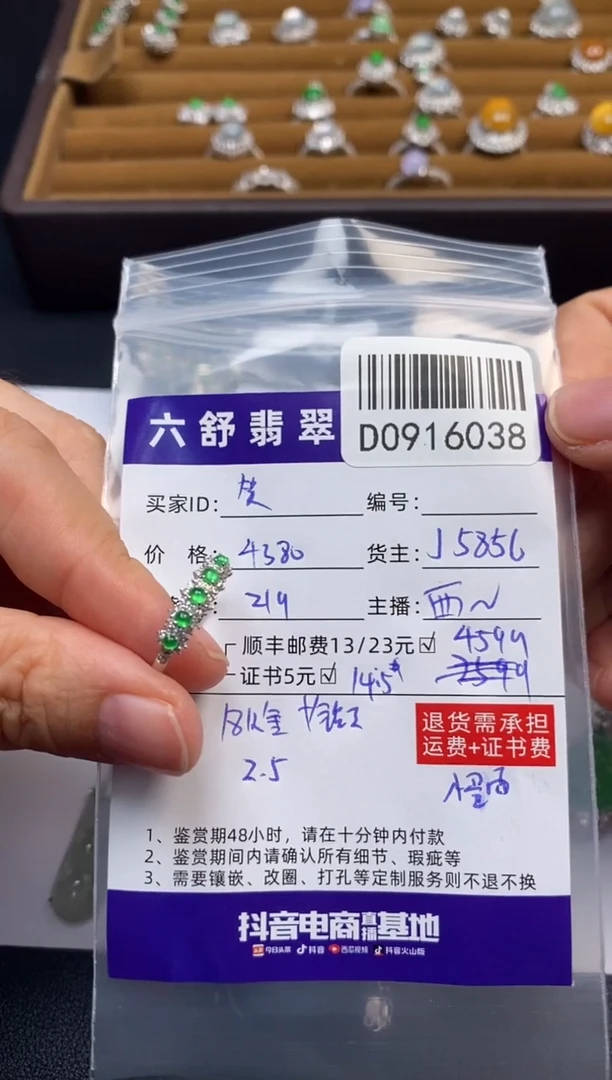 D0916038
六舒翡翠
买家ID: 编号:
价格: 4380 货主: J5856
219 主播: 西~
顺丰邮费13/23元☑ 4599
证书5元☑ 14.5#
18K金 钻
2.5
退货需承担
运费+证书费
1、鉴赏期48小时，请在十分钟内付款
2、鉴赏期间内请确认所有细节、瑕疵等
3、需要镶嵌、改圈、打孔等定制服务则不退不换
抖音电商直播基地
今日头条 抖音 西瓜视频 抖音火山版